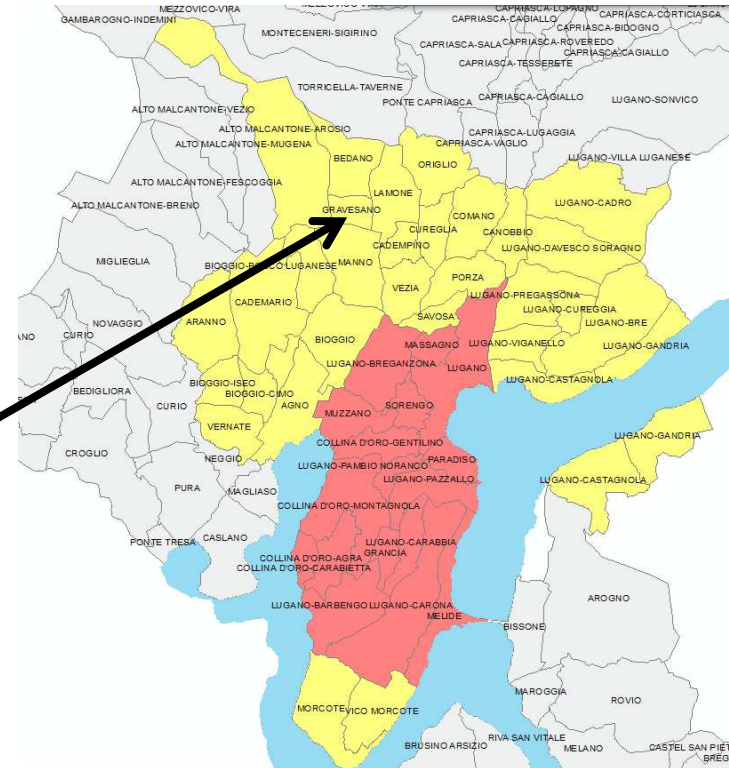 MEZZOVICO-VIRA
GAMBAROGNO-INDEMINI
CAPRIASCA-LOPAGNO
CAPRIASCA-CAGIALLO
CAPRIASCA-CORTICIASCA
CAPRIASCA-BIDOGNO
MONTECENERI-SIGIRINO
CAPRIASCA-SALA
CAPRIASCA-ROVEREDO
CAPRIASCA-CAGIALLO
CAPRIASCA-TESSERETE
TORRICELLA-TAVERNE
PONTE CAPRIASCA
CAPRIASCA-CAGIALLO
LUGANO-SONVICO
ALTO MALCANTONE-VEZIO
ALTO MALCANTONE-AROSIO
ALTO MALCANTONE-MUGENA
CAPRIASCA-LUGAGGIA
CAPRIASCA-VAGLIO
BEDANO
ORIGLIO
LUGANO-VILLA LUGANESE
ALTO MALCANTONE-FESCOGGIA
LAMONE
ALTO MALCANTONE-BRENO
GRAVESANO
COMANO
LUGANO-CADRO
CUREGLIA
CANOBBIO
CADEMPINO
LUGANO-DAVESCO SORAGNO
MIGLIEGLIA
BIOGGIO-BOSCO LUGANESE
MANNO
PORZA
VEZIA
LUGANO-PREGASSONA
CADEMARIO
LUGANO-CUREGGIA
SAVOSA
LUGANO-BRE
ARANNO
NOVAGGIO
ANO
CURIO
BIOGGIO
MASSAGNO
LUGANO-VIGANELLO
LUGANO-GANDRIA
LUGANO-BREGANZONA
LUGANO
BIOGGIO-ISEO
LUGANO-CASTAGNOLA
BEDIGLIORA
BIOGGIO-CIMO
CURIO
AGNO
MUZZANO
SORENGO
VERNATE
COLLINA D'ORO-GENTILINO
LUGANO-GANDRIA
CROGLIO
NEGGIO
LUGANO-PAMBIO NORANCO
PARADISO
LUGANO-PAZZALLO
LUGANO-CASTAGNOLA
PURA
MAGLIASO
COLLINA D'ORO-MONTAGNOLA
PONTE TRESA
CASLANO
LUGANO-CARABBIA
GRANCIA
COLLINA D'ORO-AGRA
COLLINA D'ORO-CARABIETTA
AROGNO
LUGANO-BARBENGO
LUGANO-CARONA
MELIDE
BISSONE
MAROGGIA
ROVIO
MORCOTE
VICO MORCOTE
RIVA SAN VITALE
BRUSINO ARSIZIO
MELANO
CASTEL SAN PIET
BREG